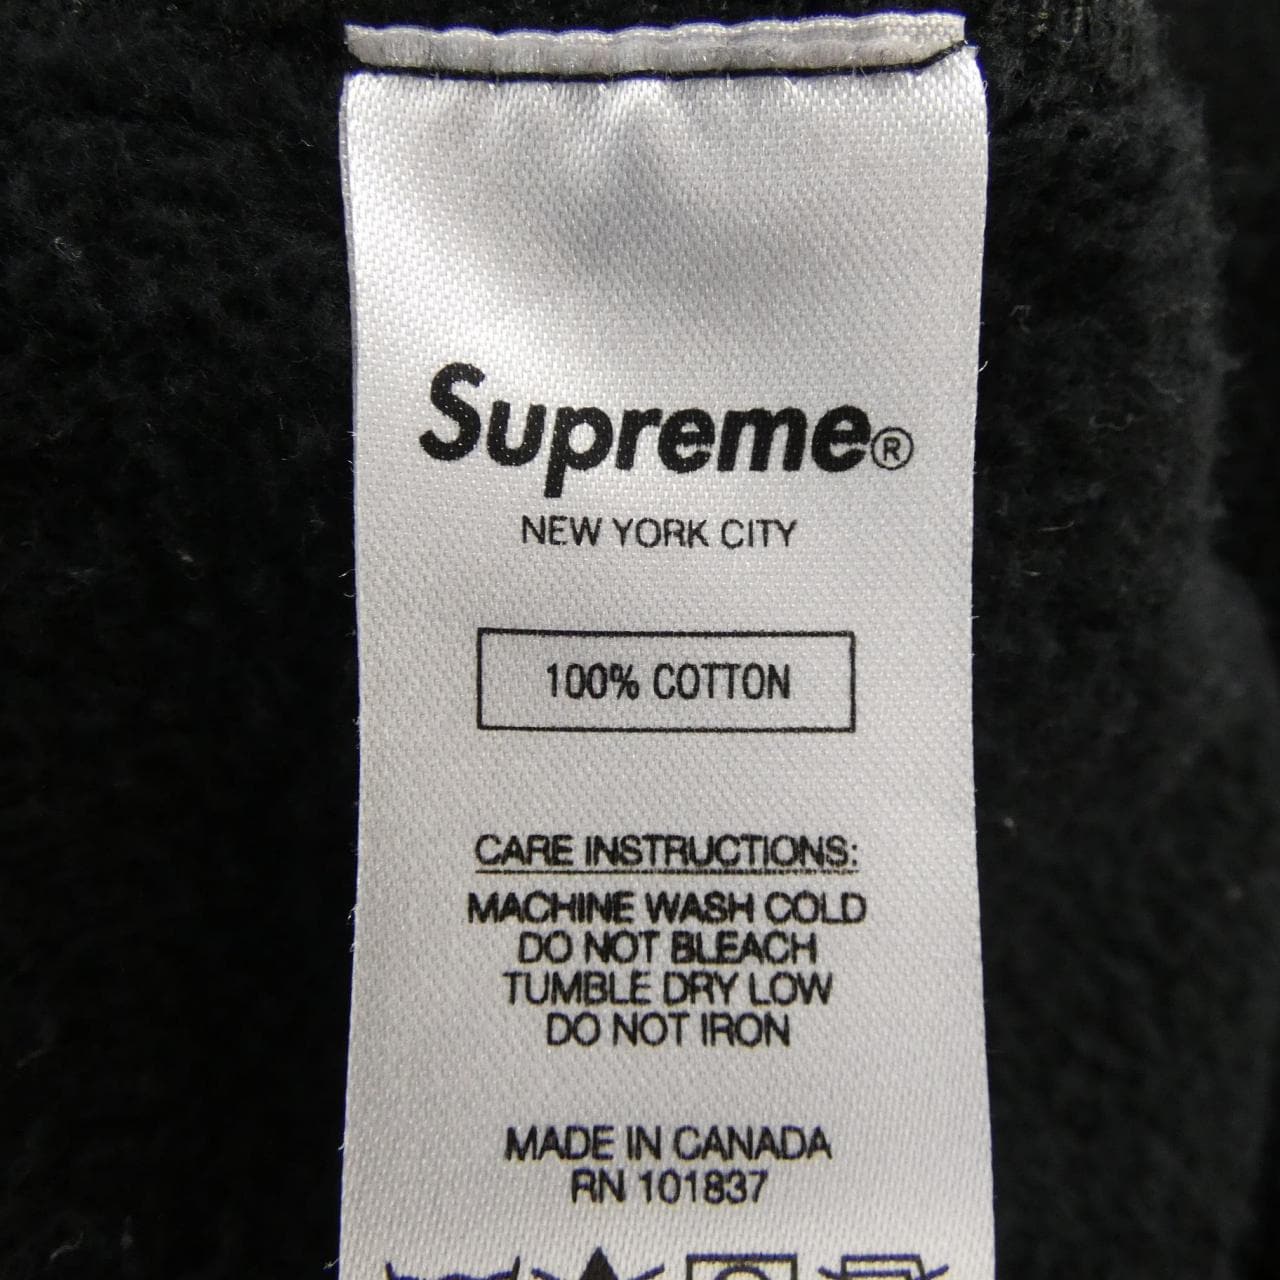 Supreme®
NEW YORK CITY
100% COTTON
CARE INSTRUCTIONS:
MACHINE WASH COLD
DO NOT BLEACH
TUMBLE DRY LOW
DO NOT IRON
MADE IN CANADA
RN 101837